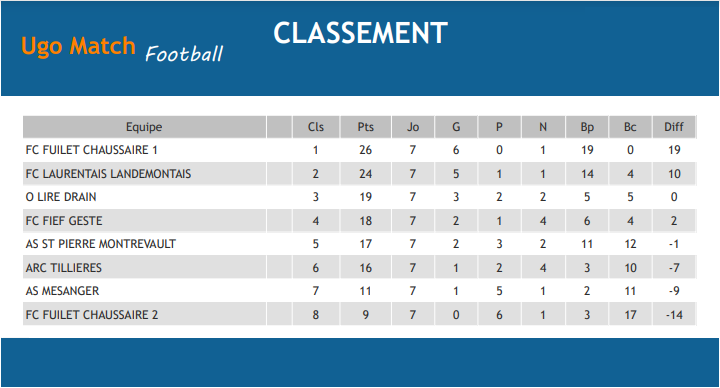 CLASSEMENT
Ugo Match Football
Equipe Cls Pts Jo G P N Bp Bc Diff
FC FUILET CHAUSSAIRE 1 1 26 7 6 0 1 19 0 19
FC LAURENTAIS LANDEMONTAIS 2 24 7 5 1 1 14 4 10
O LIRE DRAIN 3 19 7 3 2 2 5 5 0
FC FIEF GESTE 4 18 7 2 1 4 6 4 2
AS ST PIERRE MONTREVAULT 5 17 7 2 3 2 11 12 -1
ARC TILLIERES 6 16 7 1 2 4 3 10 -7
AS MESANGER 7 11 7 1 5 1 2 11 -9
FC FUILET CHAUSSAIRE 2 8 9 7 0 6 1 3 17 -14